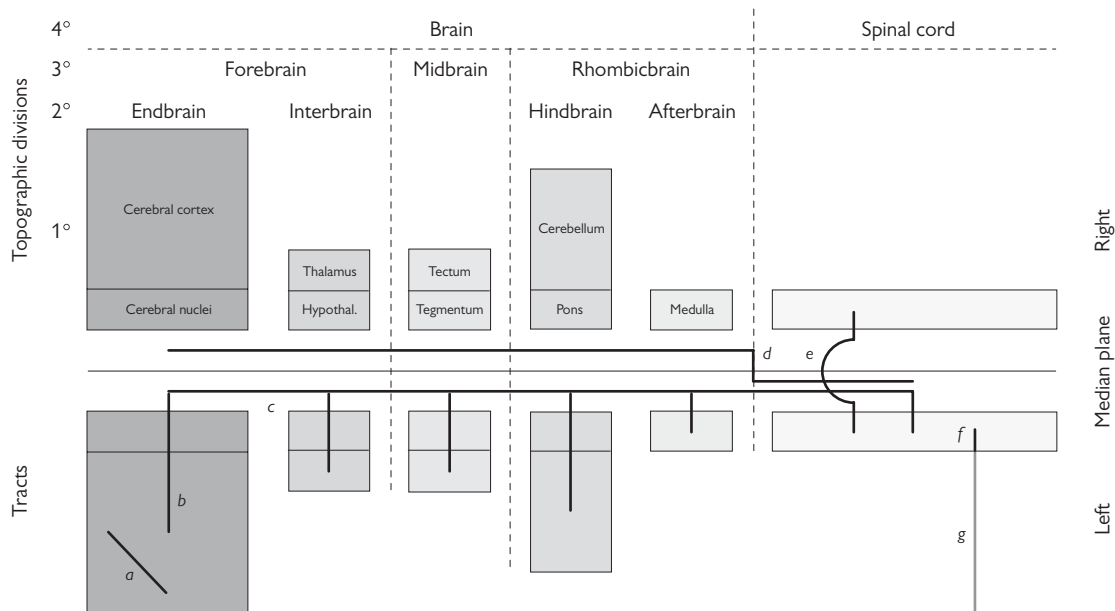 4° Brain Spinal cord
3° Forebrain Midbrain Rhombicbrain
2° Endbrain Interbrain Hindbrain Afterbrain
Topographic divisions
1°
Cerebral cortex
Cerebellum
Right
Thalamus Tectum
Cerebral nuclei Hypothal. Tegmentum Pons Medulla
d e
Median plane
c
f
Tracts
b
Left
g
a